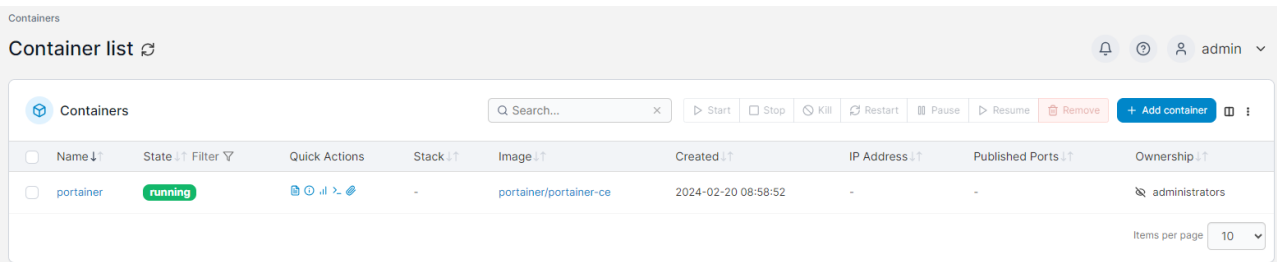 Containers
Container list
admin
Containers
Search...
Start Stop Kill Restart Pause Resume Remove + Add container
Name State Filter Quick Actions Stack Image Created IP Address Published Ports Ownership
portainer running - portainer/portainer-ce 2024-02-20 08:58:52 - - administrators
Items per page 10